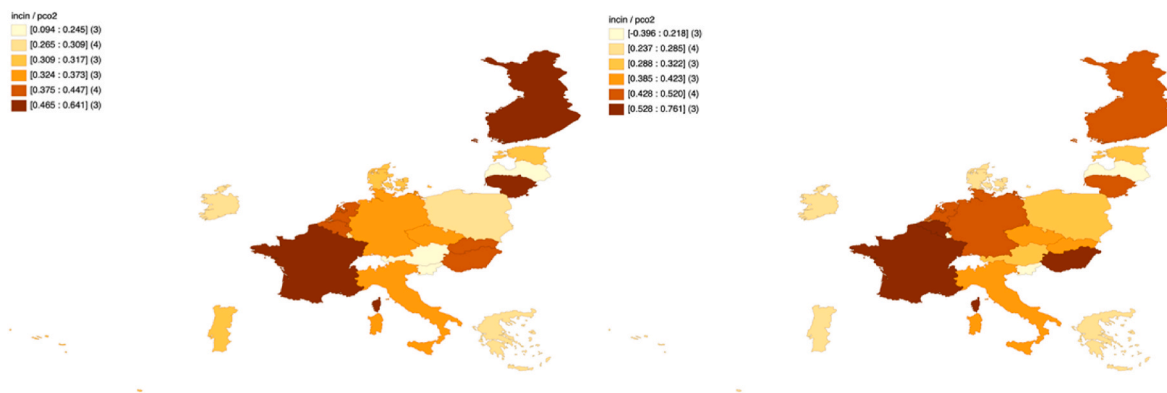 incin / pco2
[0.094 : 0.245] (3)
[0.265 : 0.309] (4)
[0.309 : 0.317] (3)
[0.324 : 0.373] (3)
[0.375 : 0.447] (4)
[0.465 : 0.641] (3)
incin / pco2
[-0.396 : 0.218] (3)
[0.237 : 0.285] (4)
[0.288 : 0.322] (3)
[0.385 : 0.423] (3)
[0.428 : 0.520] (4)
[0.528 : 0.761] (3)